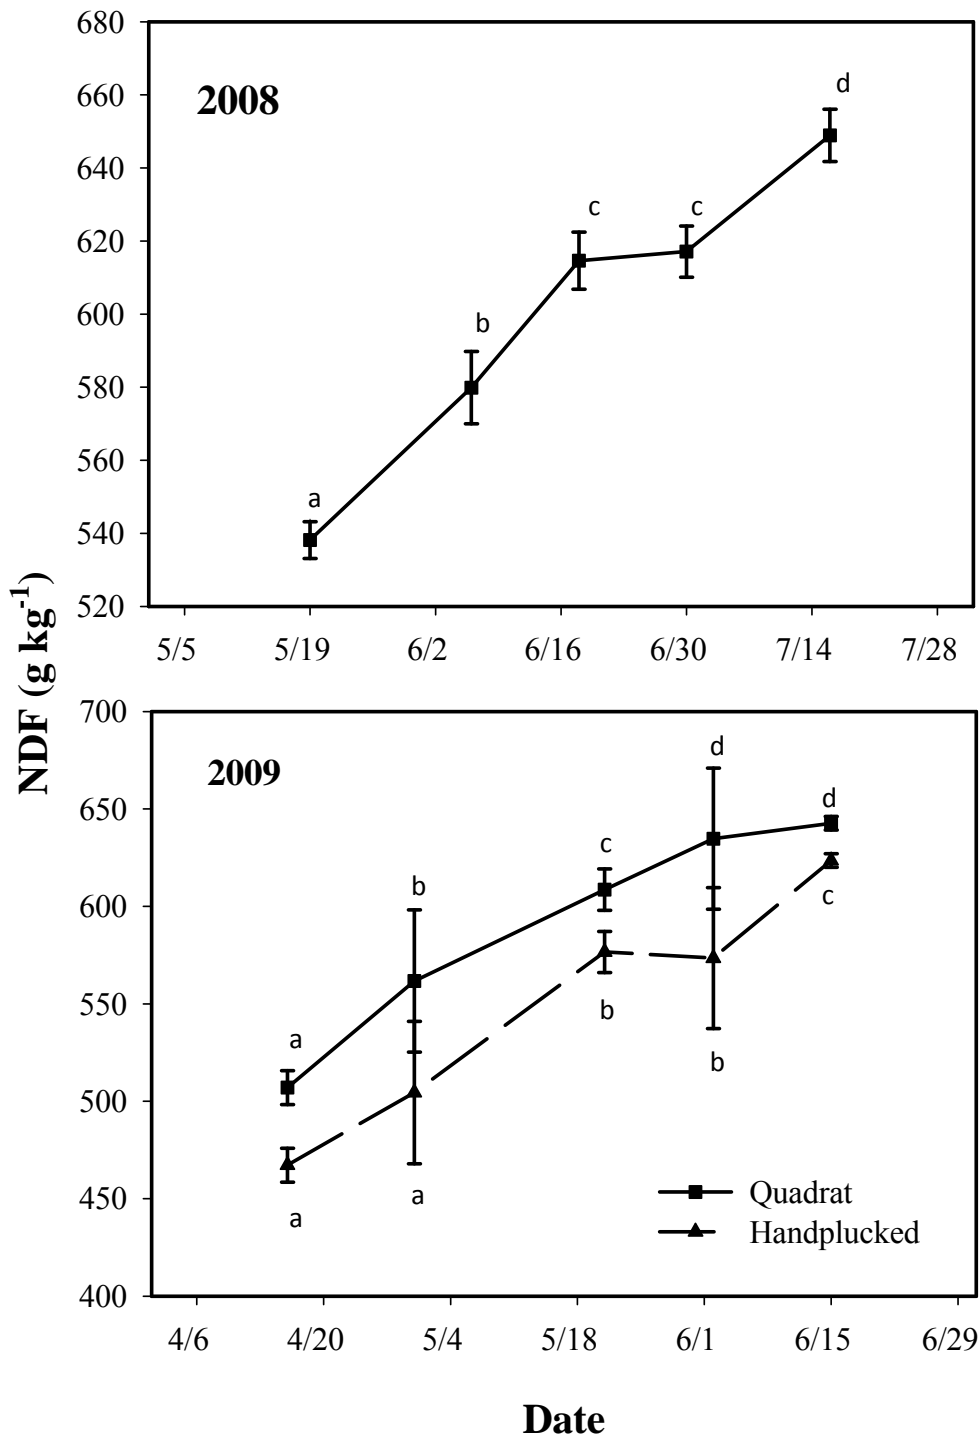 NDF (g kg-1)
680
660
640
620
600
580
560
540
520
2008
a
b
c
c
d
5/5 5/19 6/2 6/16 6/30 7/14 7/28
700
650
600
550
500
450
400
2009
a
b
c
d
d
a
a
b
b
c
Quadrat
Handplucked
4/6 4/20 5/4 5/18 6/1 6/15 6/29
Date